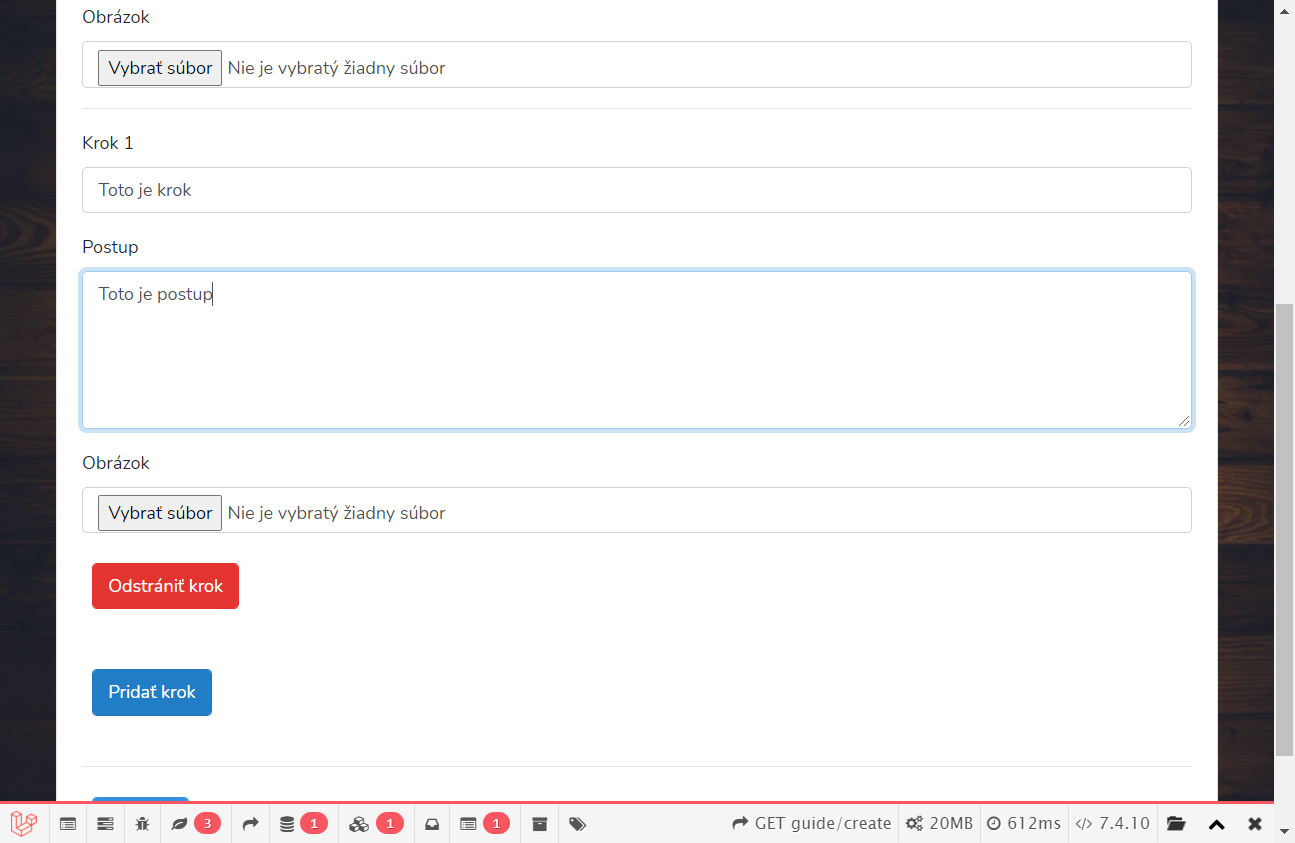 Obrázok
Vybrať súbor Nie je vybratý žiadny súbor
Krok 1
Toto je krok
Postup
Toto je postup
Obrázok
Vybrať súbor Nie je vybratý žiadny súbor
Odstrániť krok
Pridať krok
3 1 1 1 GET guide/create 20MB 612ms 7.4.10